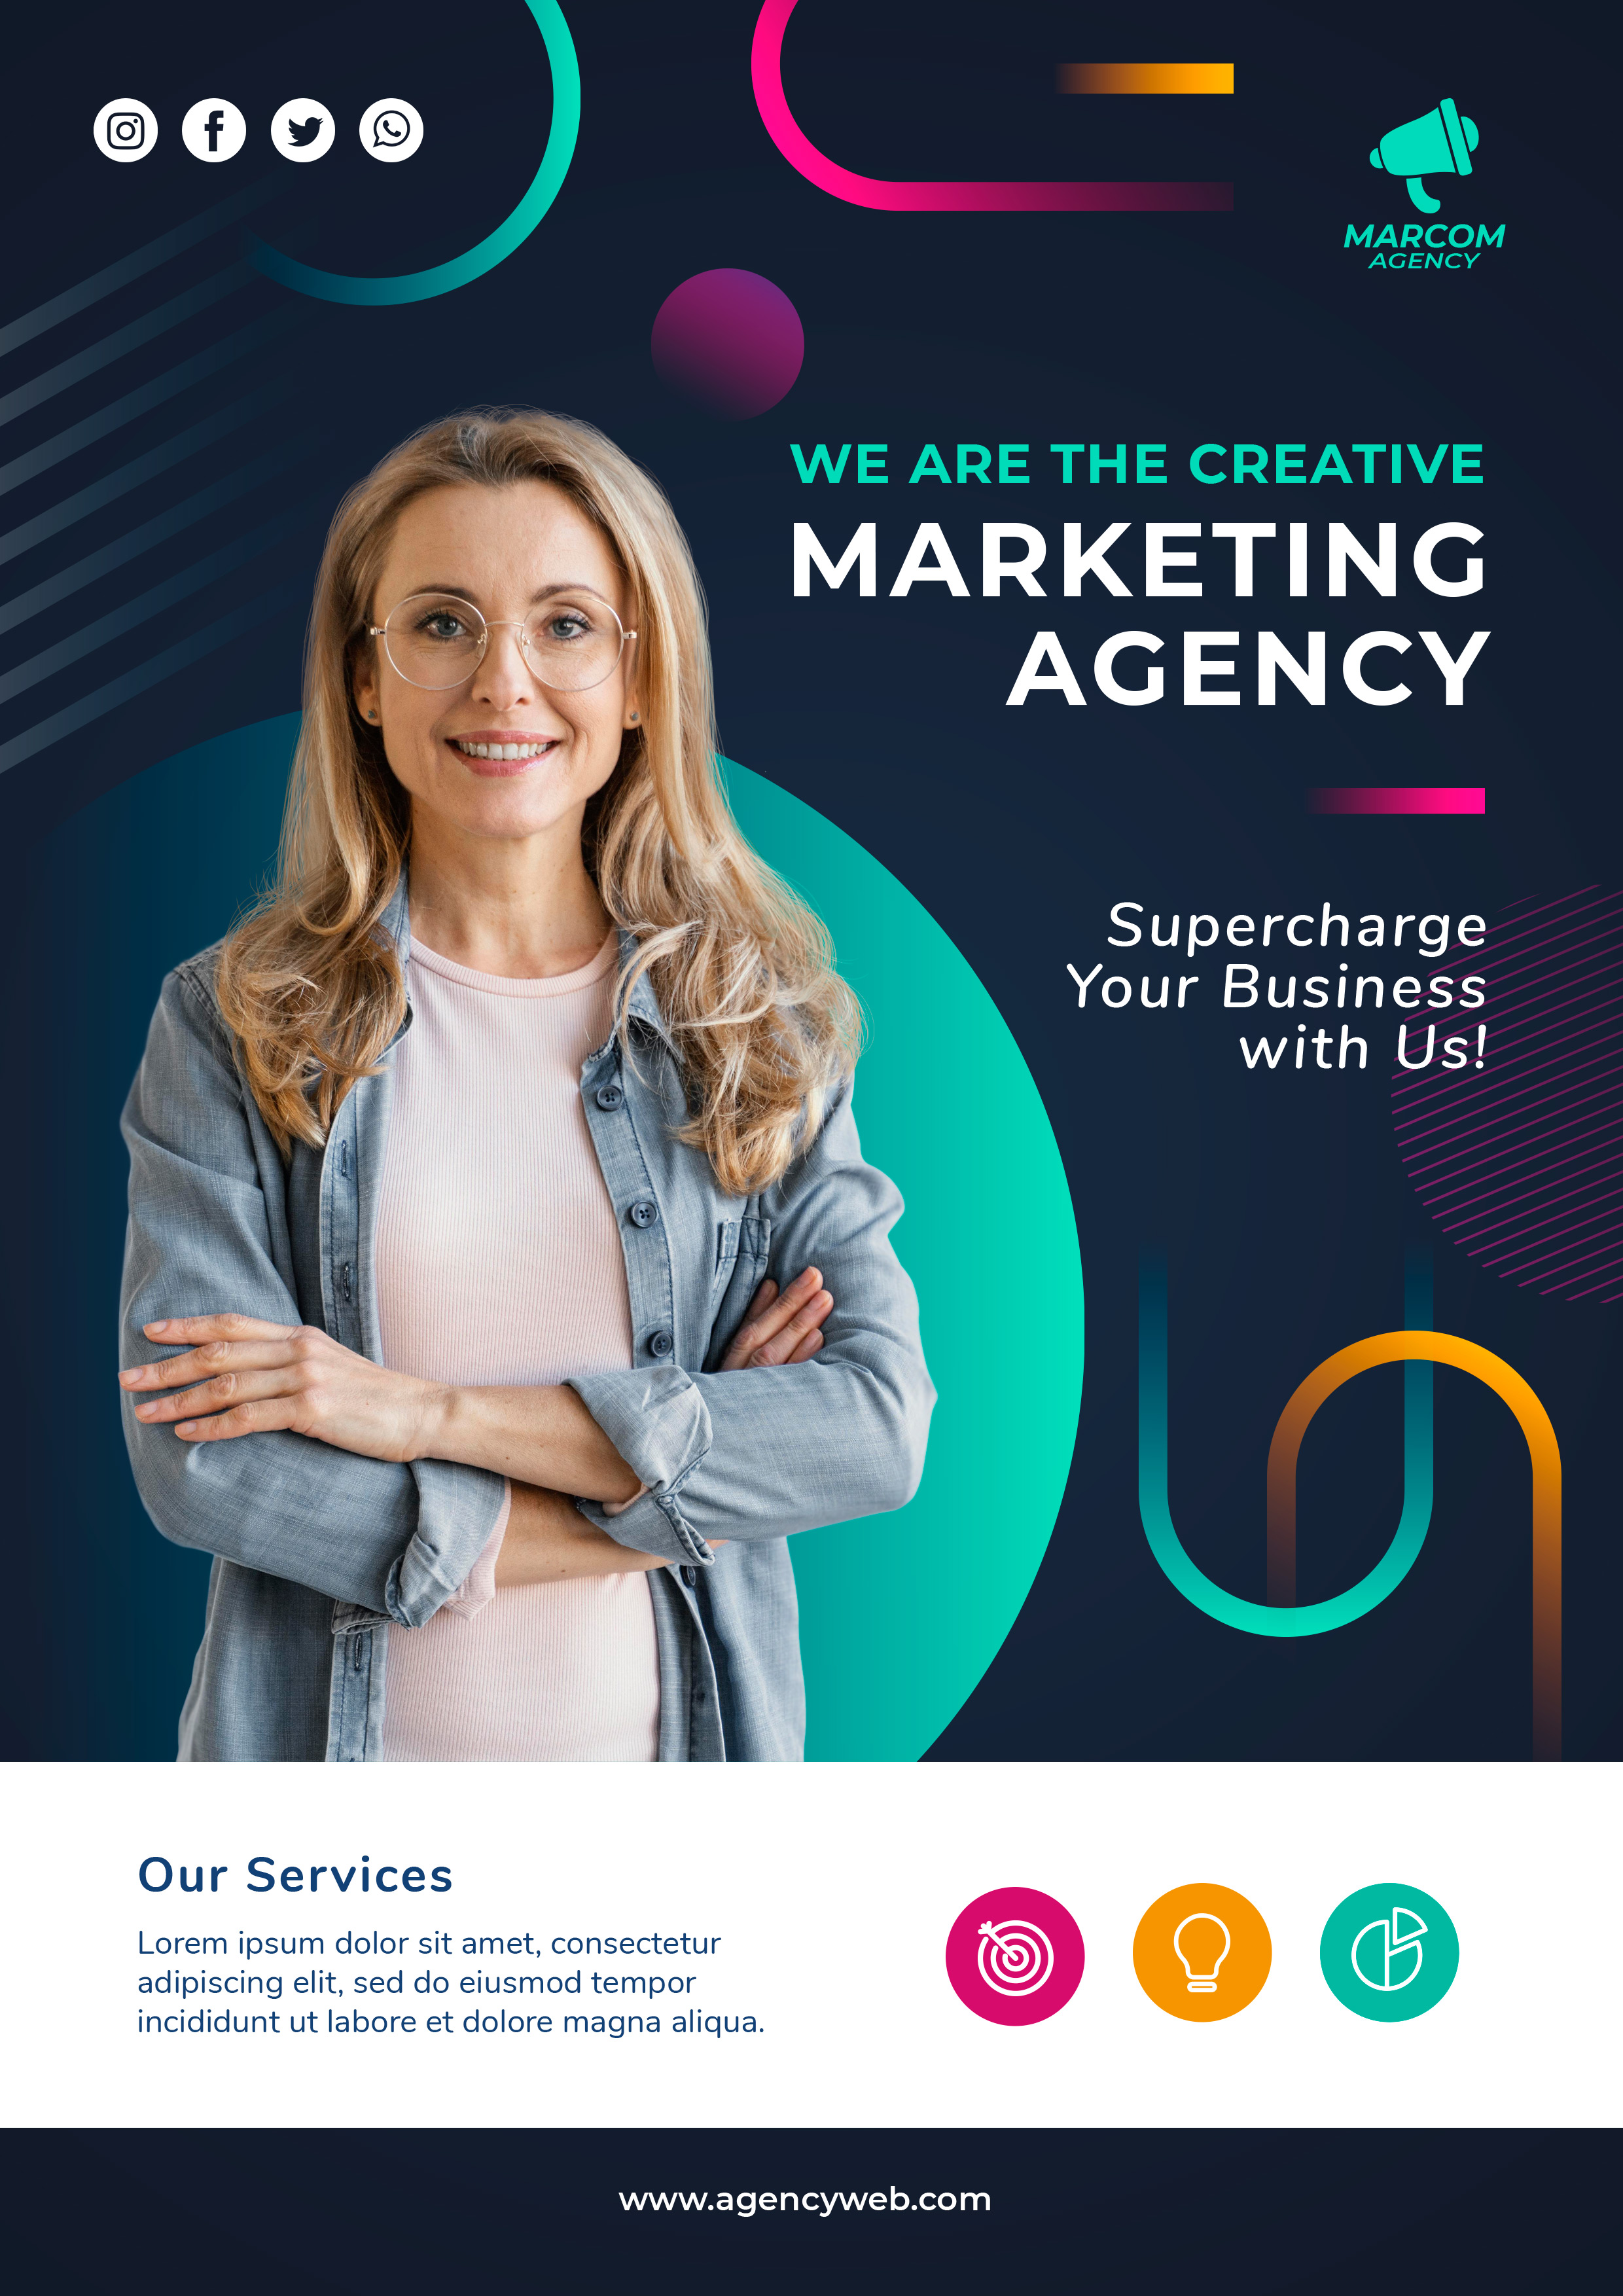 MARCOM
AGENCY
WE ARE THE CREATIVE
MARKETING
AGENCY
Supercharge
Your Business
with Us!
Our Services
Lorem ipsum dolor sit amet, consectetur
adipiscing elit, sed do eiusmod tempor
incididunt ut labore et dolore magna aliqua.
www.agencyweb.com